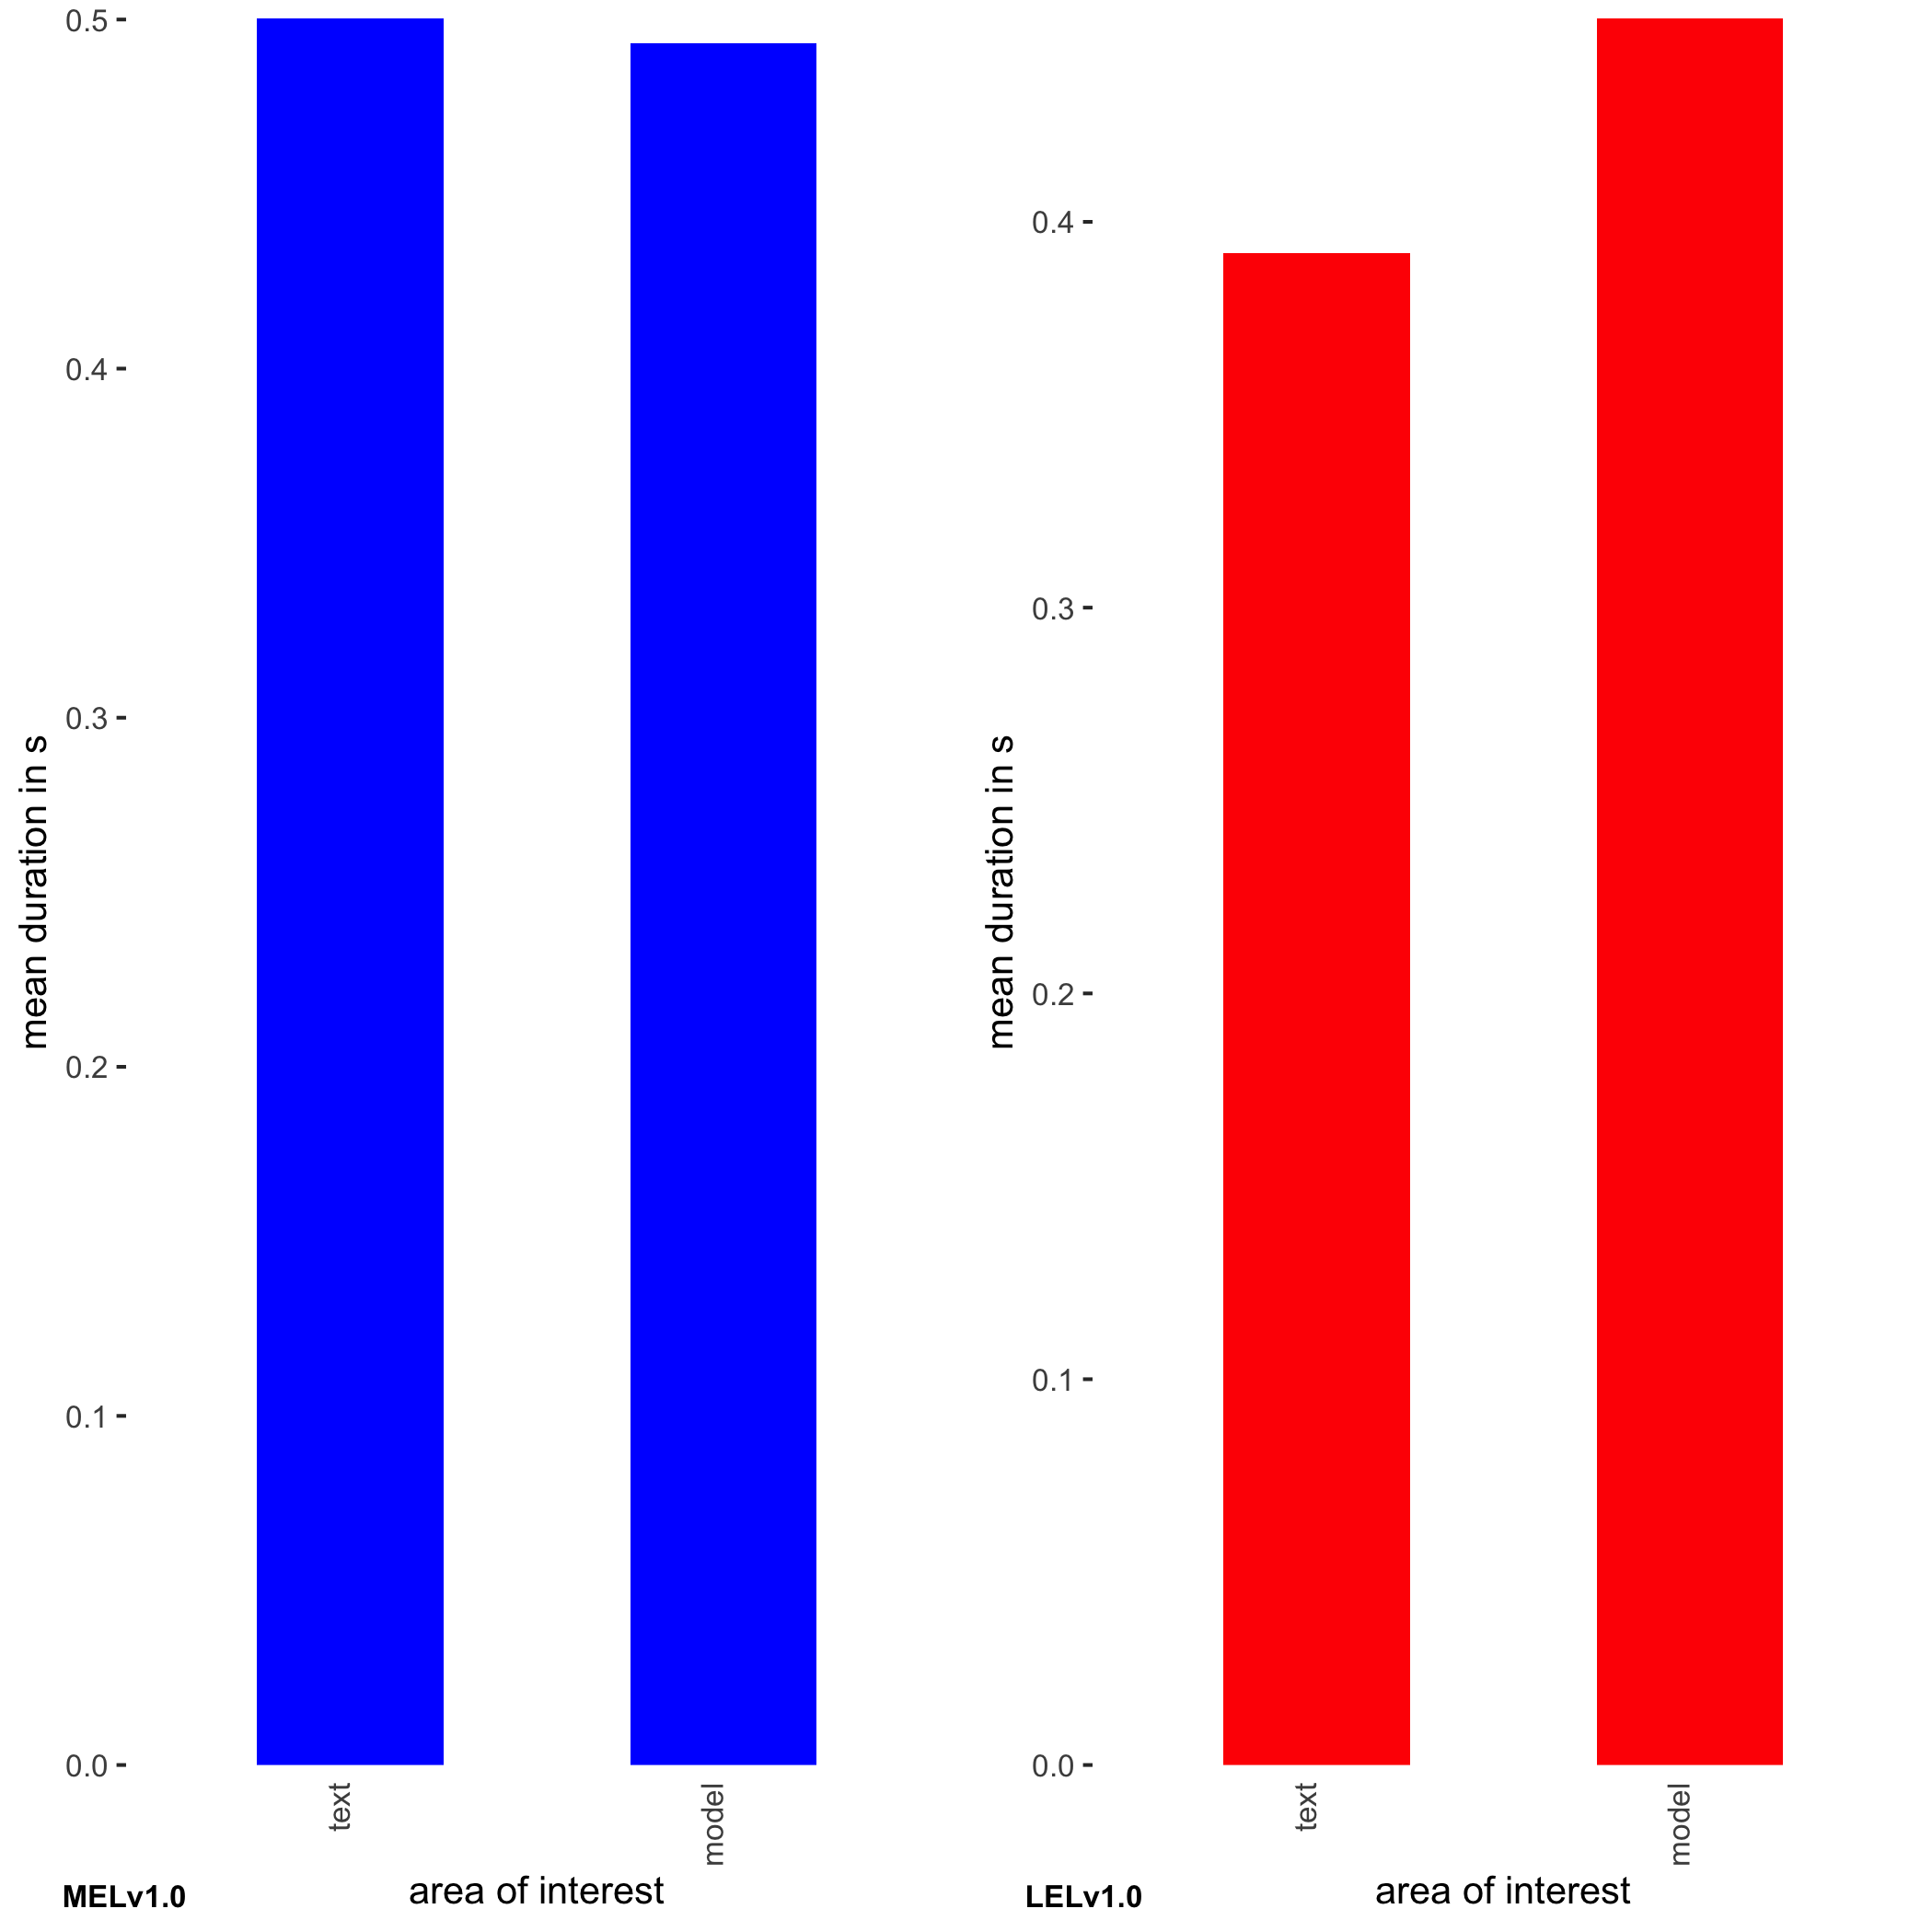 mean duration in s
0.5
0.4
0.3
0.2
0.1
0.0
text
model
area of interest
MELv1.0
mean duration in s
0.4
0.3
0.2
0.1
0.0
text
model
area of interest
LELv1.0